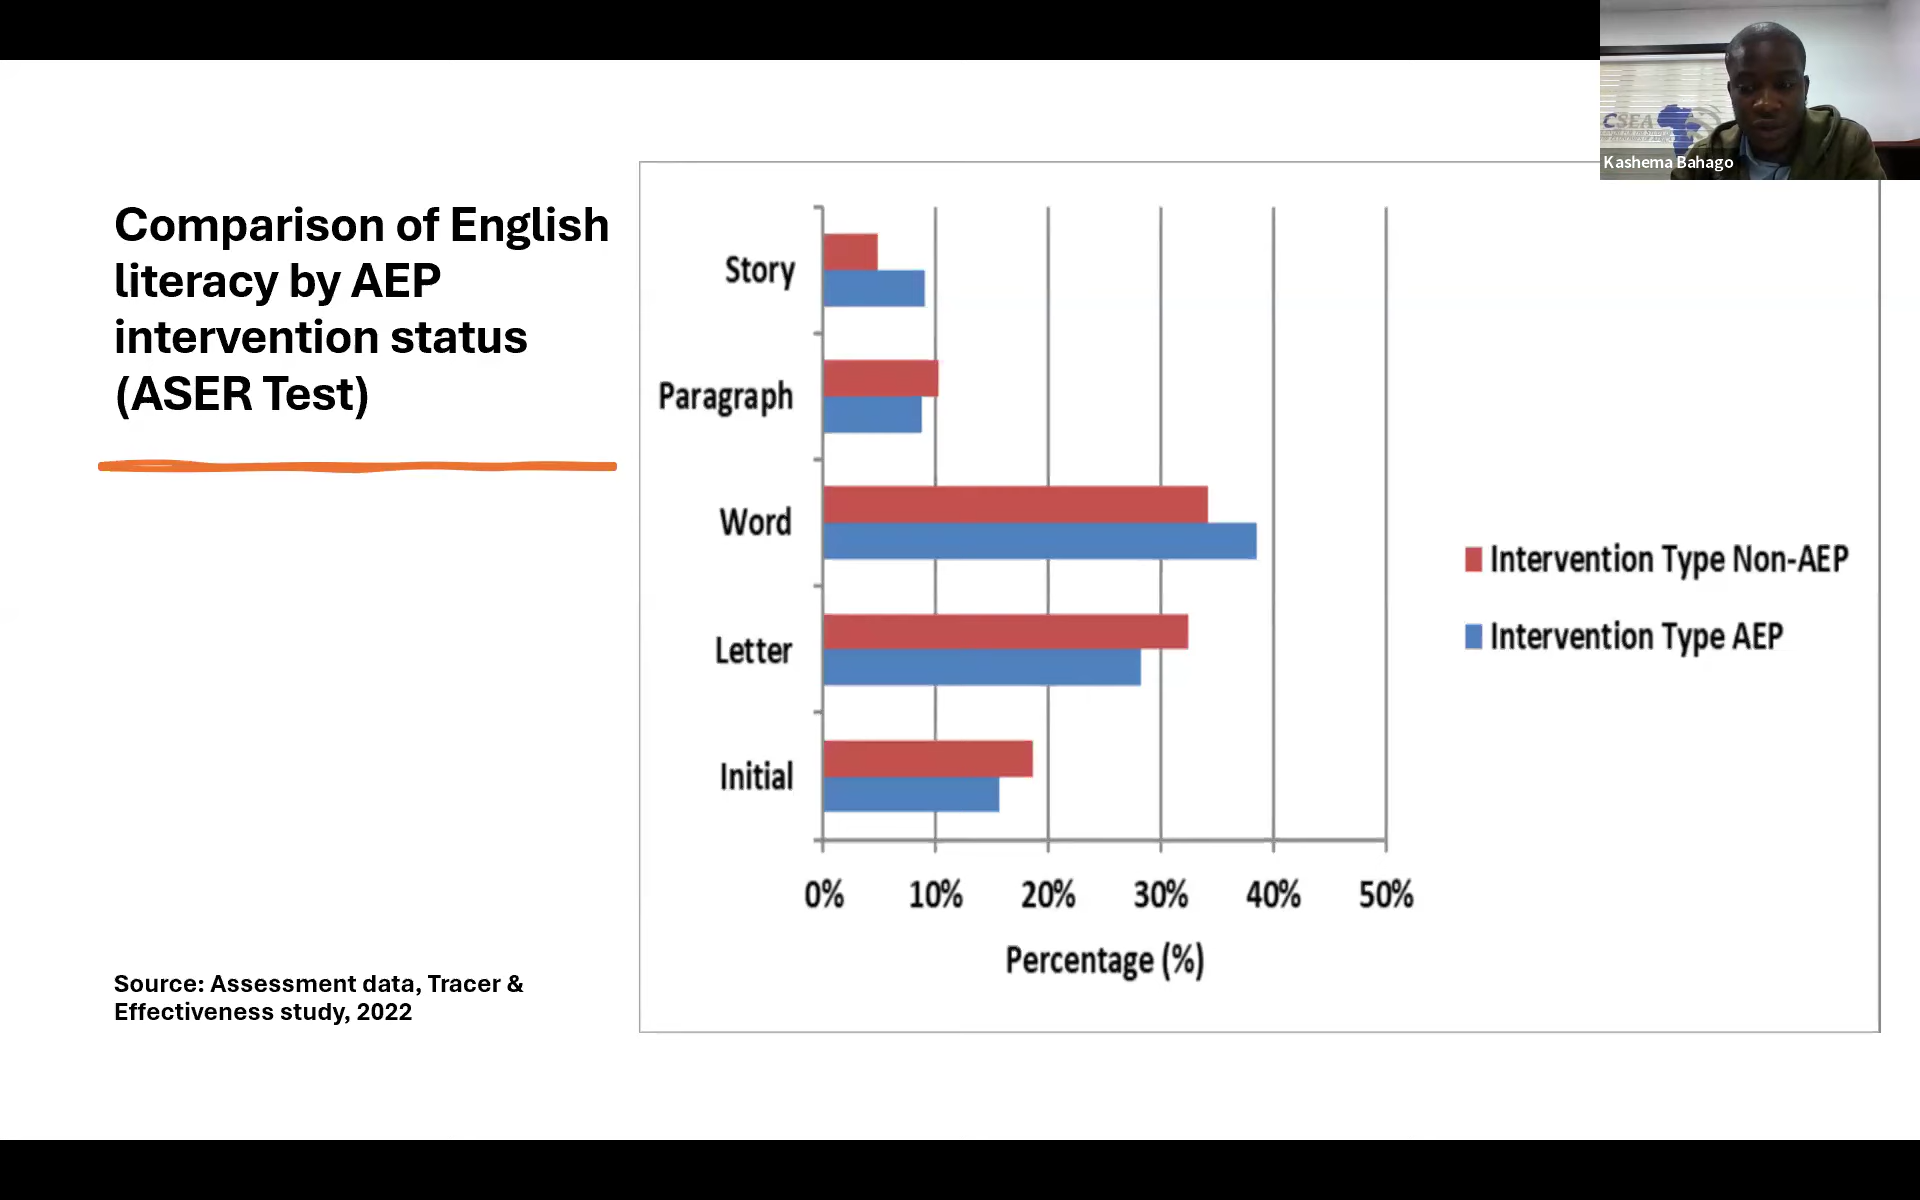 CSEA
Kashema Bahago
Comparison of English
literacy by AEP
intervention status
(ASER Test)
Source: Assessment data, Tracer &
Effectiveness study, 2022
Story
Paragraph
Word
Letter
Initial
0% 10% 20% 30% 40% 50%
Percentage (%)
Intervention Type Non-AEP
Intervention Type AEP